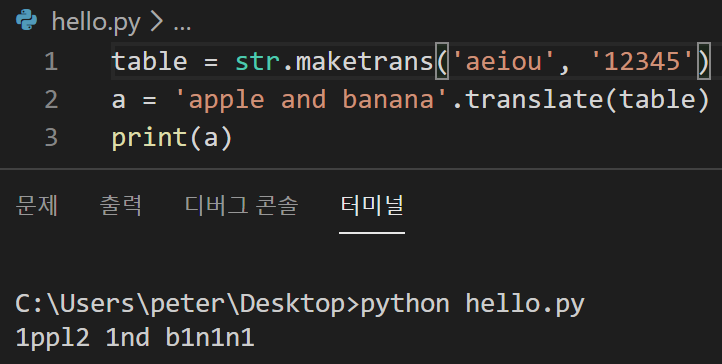 hello.py > ...
1 table = str.maketrans('aeiou', '12345')
2 a = 'apple and banana'.translate(table)
3 print(a)
문제 출력 디버그 콘솔 터미널
C:\Users\peter\Desktop>python hello.py
1ppl2 1nd b1n1n1